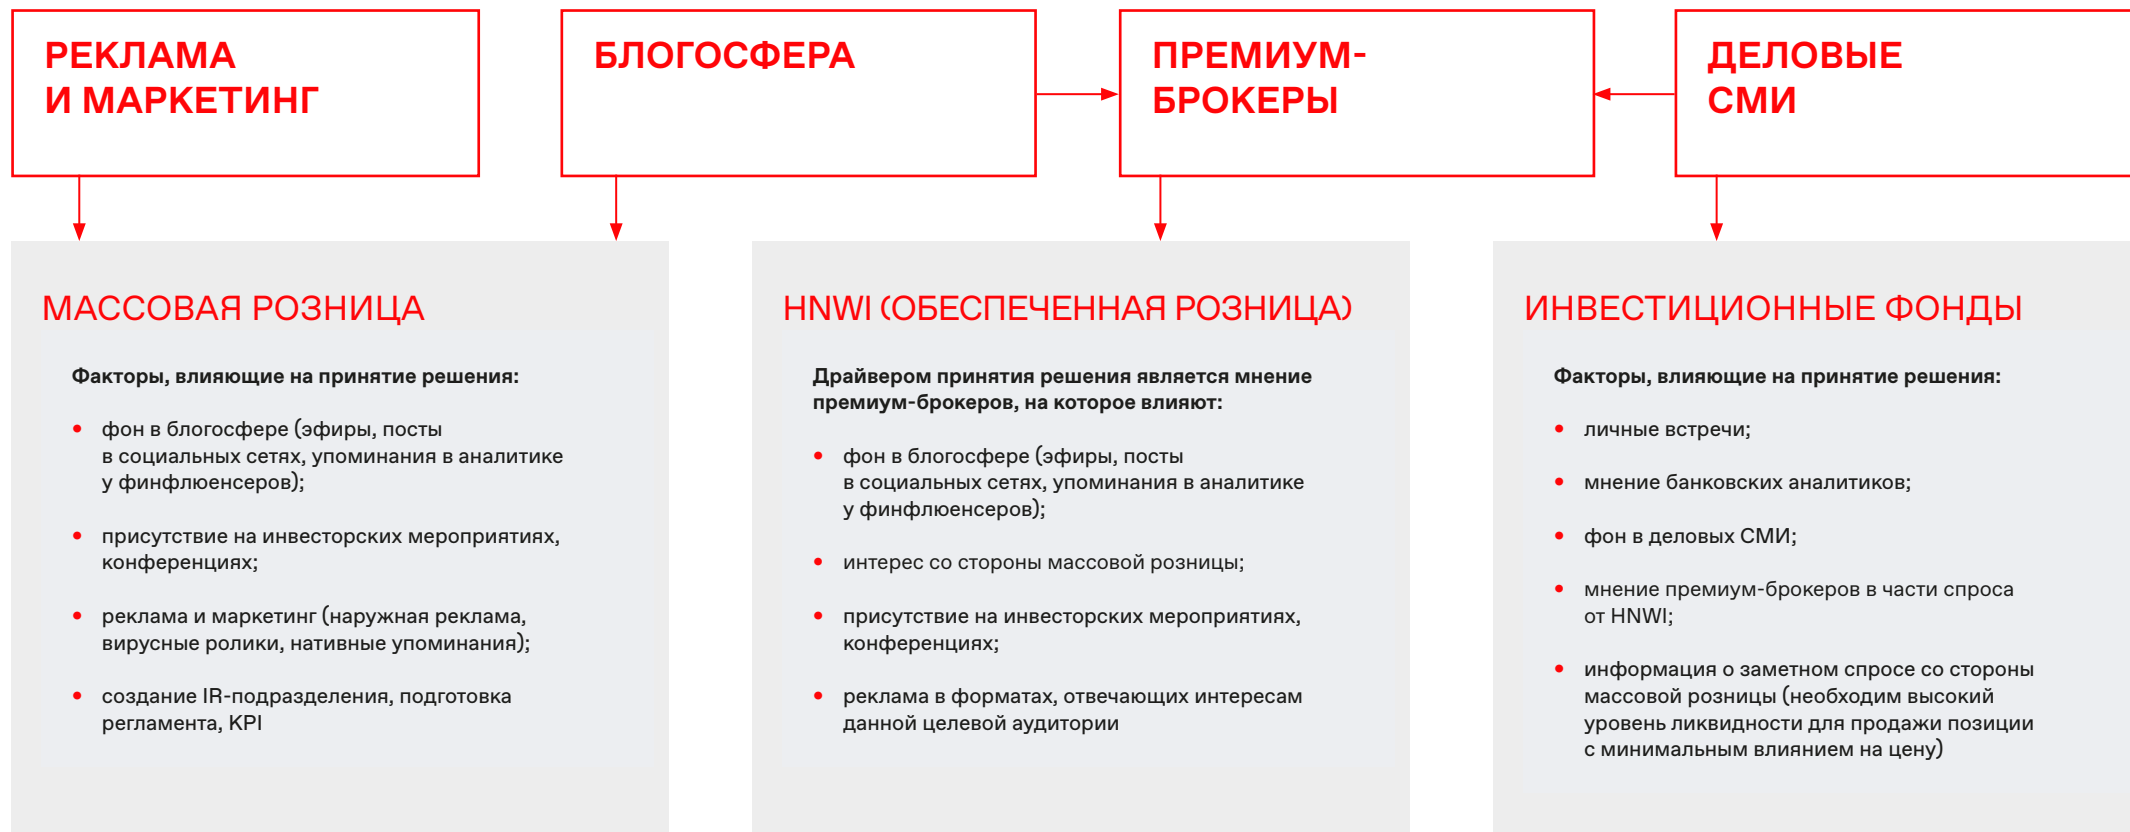 РЕКЛАМА
И МАРКЕТИНГ
БЛОГОСФЕРА
ПРЕМИУМ-
БРОКЕРЫ
ДЕЛОВЫЕ
СМИ
МАССОВАЯ РОЗНИЦА
Факторы, влияющие на принятие решения:
• фон в блогосфере (эфиры, посты
в социальных сетях, упоминания в аналитике
у финфлюенсеров);
• присутствие на инвесторских мероприятиях,
конференциях;
• реклама и маркетинг (наружная реклама,
вирусные ролики, нативные упоминания);
• создание IR-подразделения, подготовка
регламента, KPI
HNWI (ОБЕСПЕЧЕННАЯ РОЗНИЦА)
Драйвером принятия решения является мнение
премиум-брокеров, на которое влияют:
• фон в блогосфере (эфиры, посты
в социальных сетях, упоминания в аналитике
у финфлюенсеров);
• интерес со стороны массовой розницы;
• присутствие на инвесторских мероприятиях,
конференциях;
• реклама в форматах, отвечающих интересам
данной целевой аудитории
ИНВЕСТИЦИОННЫЕ ФОНДЫ
Факторы, влияющие на принятие решения:
• личные встречи;
• мнение банковских аналитиков;
• фон в деловых СМИ;
• мнение премиум-брокеров в части спроса
от HNWI;
• информация о заметном спросе со стороны
массовой розницы (необходим высокий
уровень ликвидности для продажи позиции
с минимальным влиянием на цену)